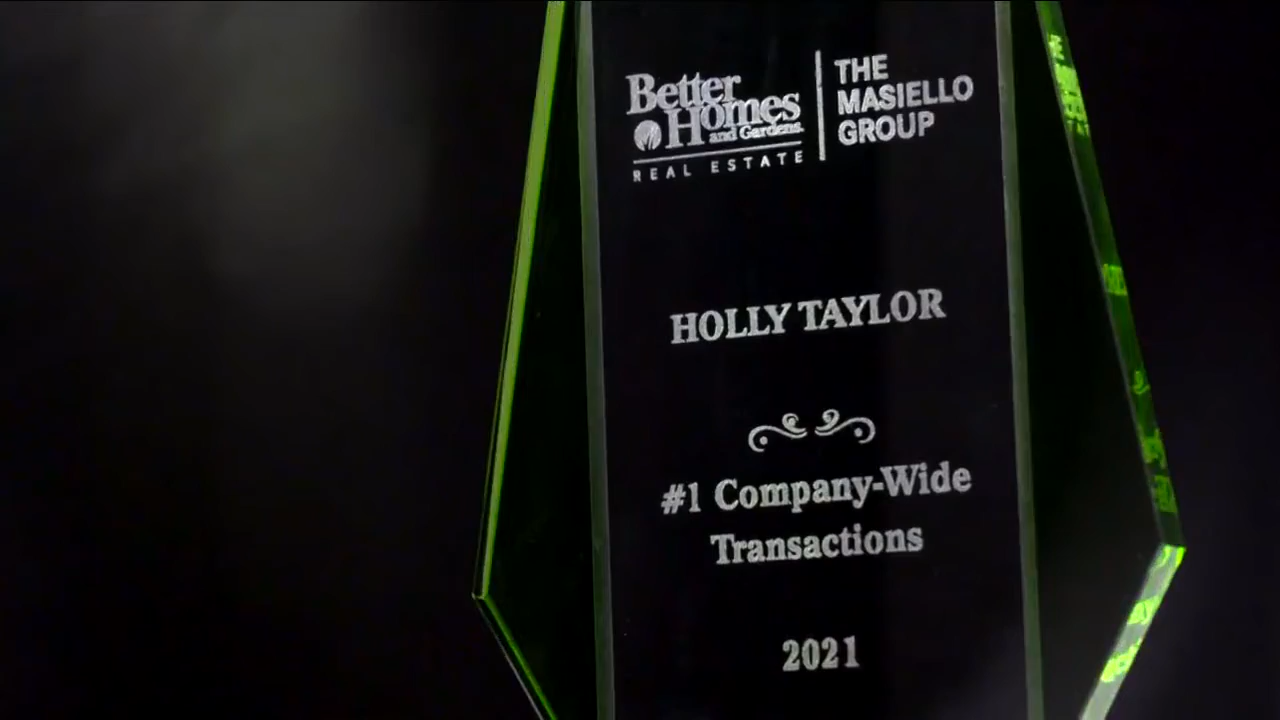 Better
Homes
and Gardens.
REAL ESTATE
THE
MASIELLO
GROUP
HOLLY TAYLOR
#1 Company-Wide
Transactions
2021